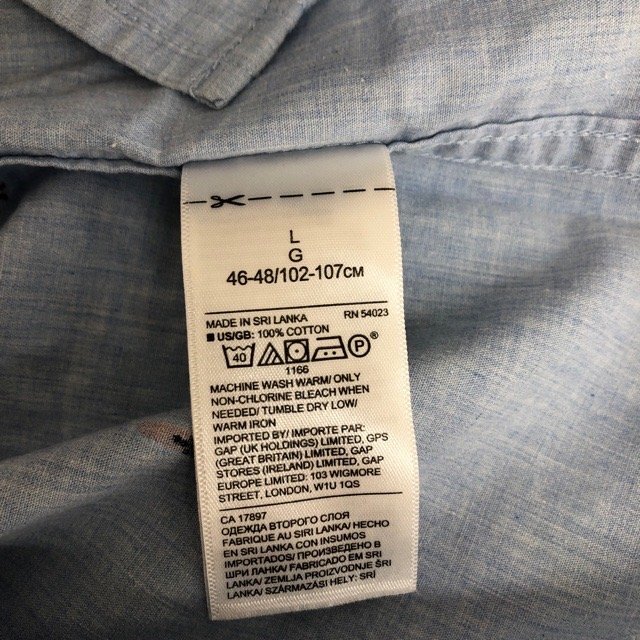 L
G
46-48/102-107CM
MADE IN SRI LANKA RN 54023
■ US/GB: 100% COTTON
40 P ®
1166
MACHINE WASH WARM/ ONLY
NON-CHLORINE BLEACH WHEN
NEEDED/ TUMBLE DRY LOW/
WARM IRON
IMPORTED BY/ IMPORTE PAR:
GAP (UK HOLDINGS) LIMITED, GPS
(GREAT BRITAIN) LIMITED, GAP
STORES (IRELAND) LIMITED, GAP
EUROPE LIMITED: 103 WIGMORE
STREET, LONDON, W1U 1QS
CA 17897
ОДЕЖДА ВТОРОГО СЛОЯ
FABRIQUE AU SIRI LANKA/ HECHO
EN SRI LANKA CON INSUMOS
IMPORTADOS/ ПРОИЗВЕДЕНО В
ШРИ ЛАНКА/ FABRICADO EM SRI
LANKA/ ZEMLJA PROIZVODNJE ŠRI
LANKA/ SZÁRMAZÁSI HELY: SRÍ